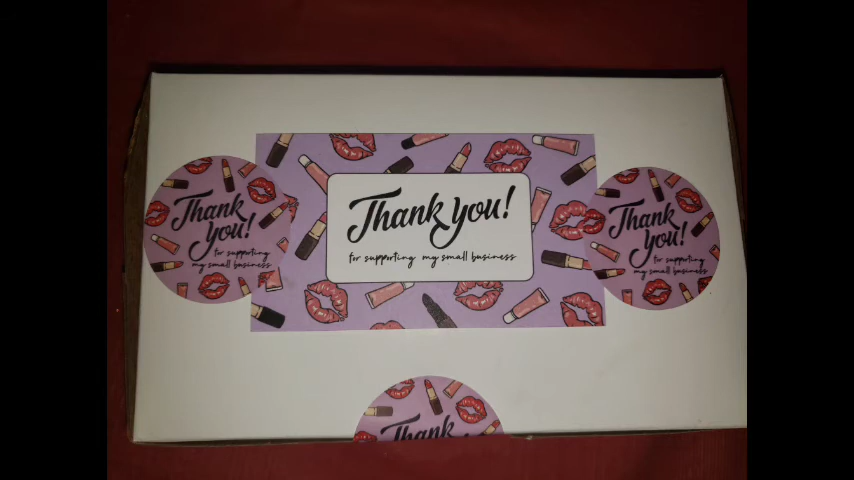 Thank you!
for supporting my small business
Thank
you!
for supporting
my small business
Thank
you!
for supporting
my small business
Thank